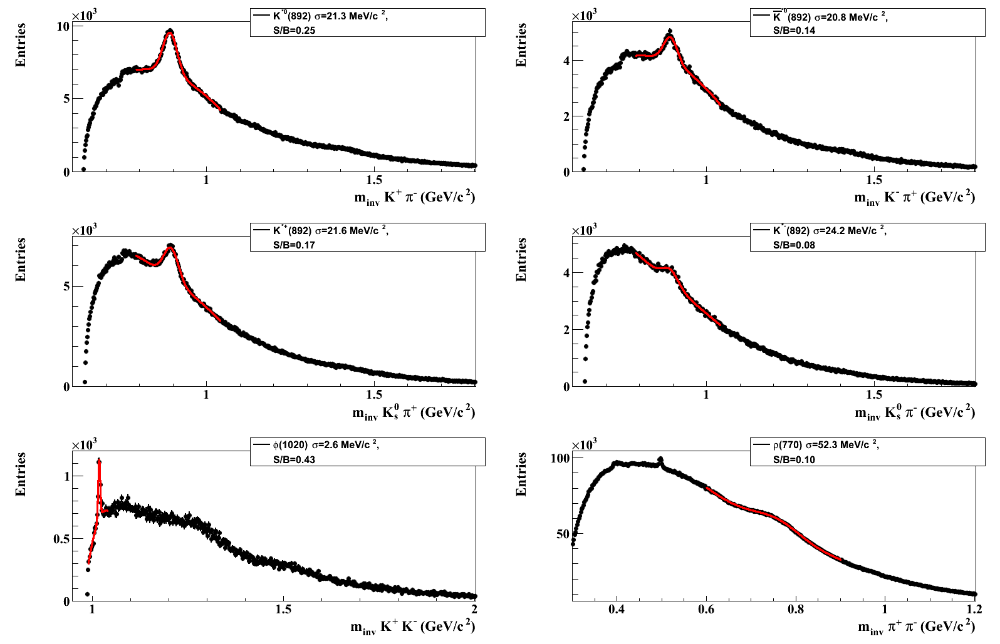 ×10³
K*⁰(892) σ=21.3 MeV/c ²,
S/B=0.25
Entries
10
5
0
1
1.5
m_inv K⁺ π⁻ (GeV/c²)
×10³
K̅*⁰(892) σ=20.8 MeV/c ²,
S/B=0.14
Entries
4
2
0
1
1.5
m_inv K⁻ π⁺ (GeV/c²)
×10³
K*⁺(892) σ=21.6 MeV/c ²,
S/B=0.17
Entries
5
0
1
1.5
m_inv K_s⁰ π⁺ (GeV/c²)
×10³
K*⁻(892) σ=24.2 MeV/c ²,
S/B=0.08
Entries
4
2
0
1
1.5
m_inv K_s⁰ π⁻ (GeV/c²)
×10³
ϕ(1020) σ=2.6 MeV/c ²,
S/B=0.43
Entries
1
0.5
0
1
1.5
2
m_inv K⁺ K⁻ (GeV/c²)
×10³
ρ(770) σ=52.3 MeV/c ²,
S/B=0.10
Entries
100
50
0.4
0.6
0.8
1
1.2
m_inv π⁺ π⁻ (GeV/c²)